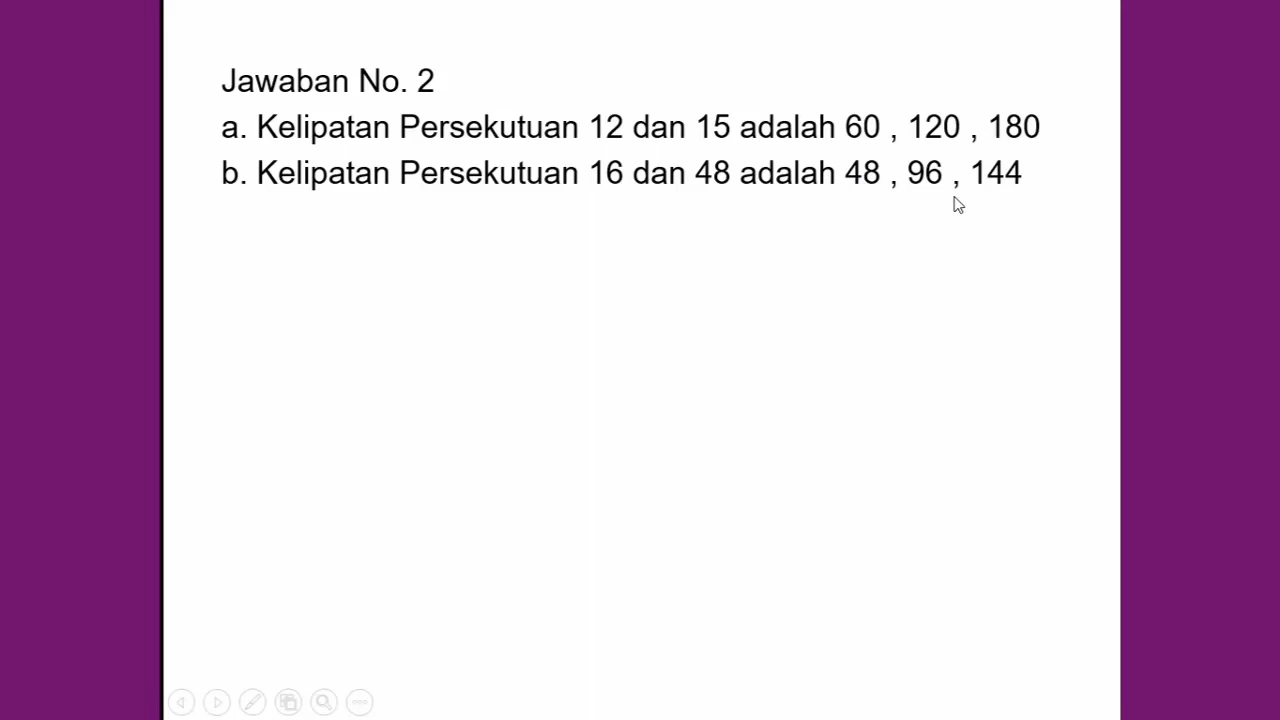 Jawaban No. 2
a. Kelipatan Persekutuan 12 dan 15 adalah 60 , 120 , 180
b. Kelipatan Persekutuan 16 dan 48 adalah 48 , 96 , 144